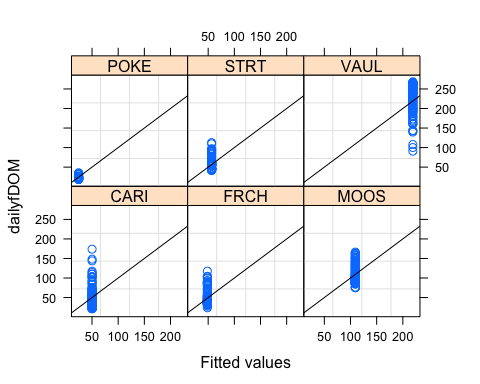 50 100 150 200
POKE STRT VAUL
250
200
150
100
50
CARI FRCH MOOS
250
200
150
100
50
50 100 150 200 50 100 150 200
dailyfDOM
Fitted values